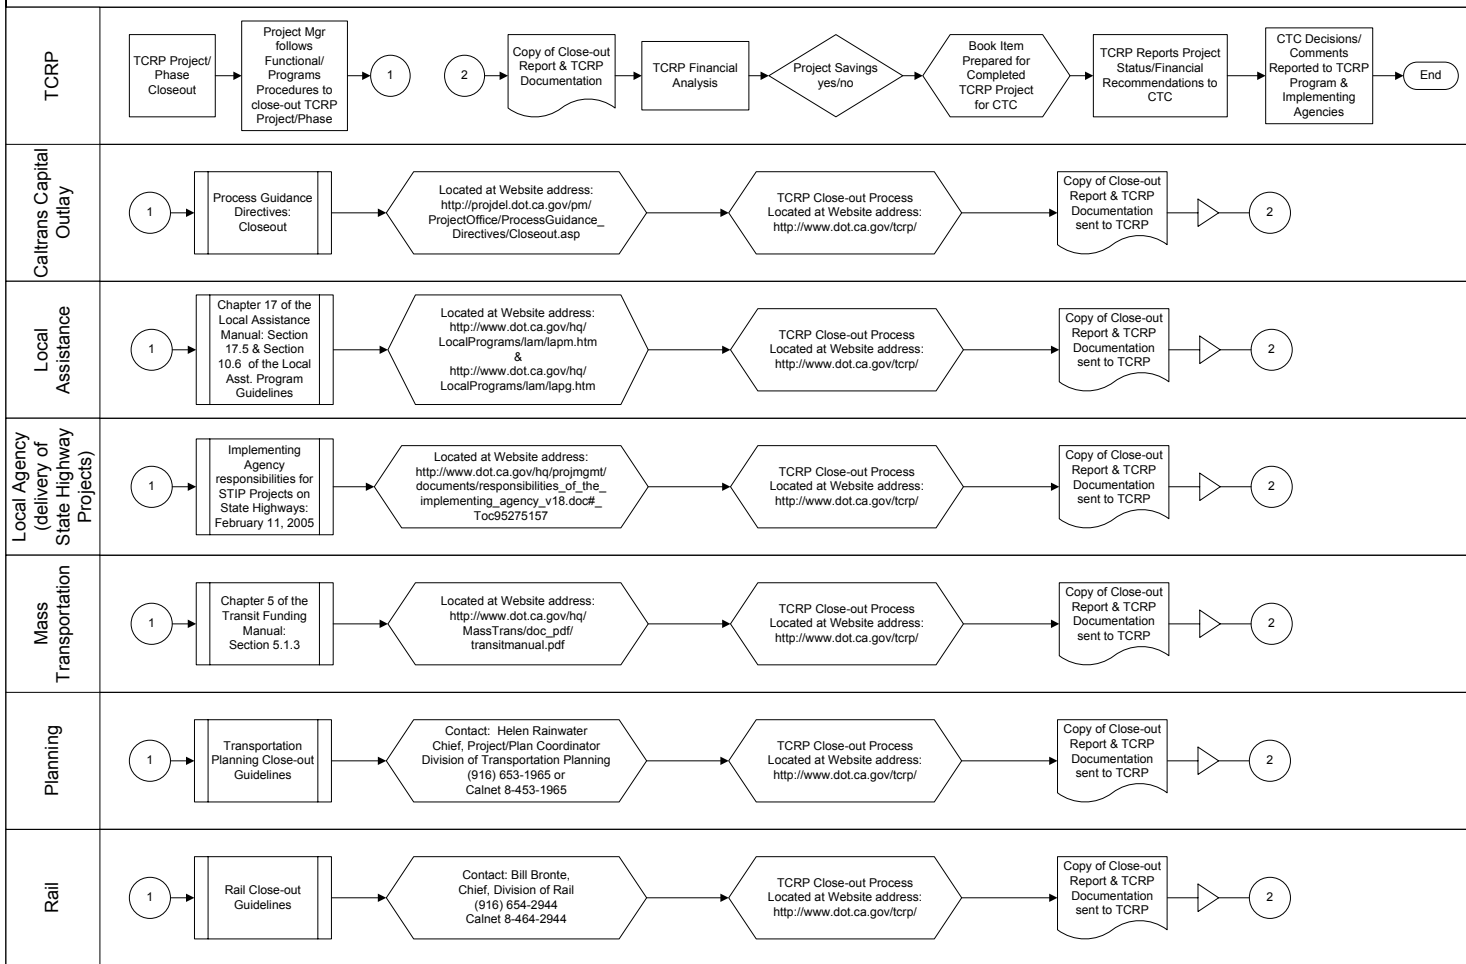 TCRP
TCRP Project/
Phase
Closeout
Project Mgr
follows
Functional/
Programs
Procedures to
close-out TCRP
Project/Phase
1
2
Copy of Close-out
Report & TCRP
Documentation
TCRP Financial
Analysis
Project Savings
yes/no
Book Item
Prepared for
Completed
TCRP Project
for CTC
TCRP Reports Project
Status/Financial
Recommendations to
CTC
CTC Decisions/
Comments
Reported to TCRP
Program &
Implementing
Agencies
End
Caltrans Capital
Outlay
1
Process Guidance
Directives:
Closeout
Located at Website address:
http://projdel.dot.ca.gov/pm/
ProjectOffice/ProcessGuidance_
Directives/Closeout.asp
TCRP Close-out Process
Located at Website address:
http://www.dot.ca.gov/tcrp/
Copy of Close-out
Report & TCRP
Documentation
sent to TCRP
2
Local
Assistance
1
Chapter 17 of the
Local Assistance
Manual: Section
17.5 & Section
10.6 of the Local
Asst. Program
Guidelines
Located at Website address:
http://www.dot.ca.gov/hq/
LocalPrograms/lam/lapm.htm
&
http://www.dot.ca.gov/hq/
LocalPrograms/lam/lapg.htm
TCRP Close-out Process
Located at Website address:
http://www.dot.ca.gov/tcrp/
Copy of Close-out
Report & TCRP
Documentation
sent to TCRP
2
Local Agency
(delivery of
State Highway
Projects)
1
Implementing
Agency
responsibilities for
STIP Projects on
State Highways:
February 11, 2005
Located at Website address:
http://www.dot.ca.gov/hq/projmgmt/
documents/responsibilities_of_the_
implementing_agency_v18.doc#_
Toc95275157
TCRP Close-out Process
Located at Website address:
http://www.dot.ca.gov/tcrp/
Copy of Close-out
Report & TCRP
Documentation
sent to TCRP
2
Mass
Transportation
1
Chapter 5 of the
Transit Funding
Manual:
Section 5.1.3
Located at Website address:
http://www.dot.ca.gov/hq/
MassTrans/doc_pdf/
transitmanual.pdf
TCRP Close-out Process
Located at Website address:
http://www.dot.ca.gov/tcrp/
Copy of Close-out
Report & TCRP
Documentation
sent to TCRP
2
Planning
1
Transportation
Planning Close-out
Guidelines
Contact: Helen Rainwater
Chief, Project/Plan Coordinator
Division of Transportation Planning
(916) 653-1965 or
Calnet 8-453-1965
TCRP Close-out Process
Located at Website address:
http://www.dot.ca.gov/tcrp/
Copy of Close-out
Report & TCRP
Documentation
sent to TCRP
2
Rail
1
Rail Close-out
Guidelines
Contact: Bill Bronte,
Chief, Division of Rail
(916) 654-2944
Calnet 8-464-2944
TCRP Close-out Process
Located at Website address:
http://www.dot.ca.gov/tcrp/
Copy of Close-out
Report & TCRP
Documentation
sent to TCRP
2